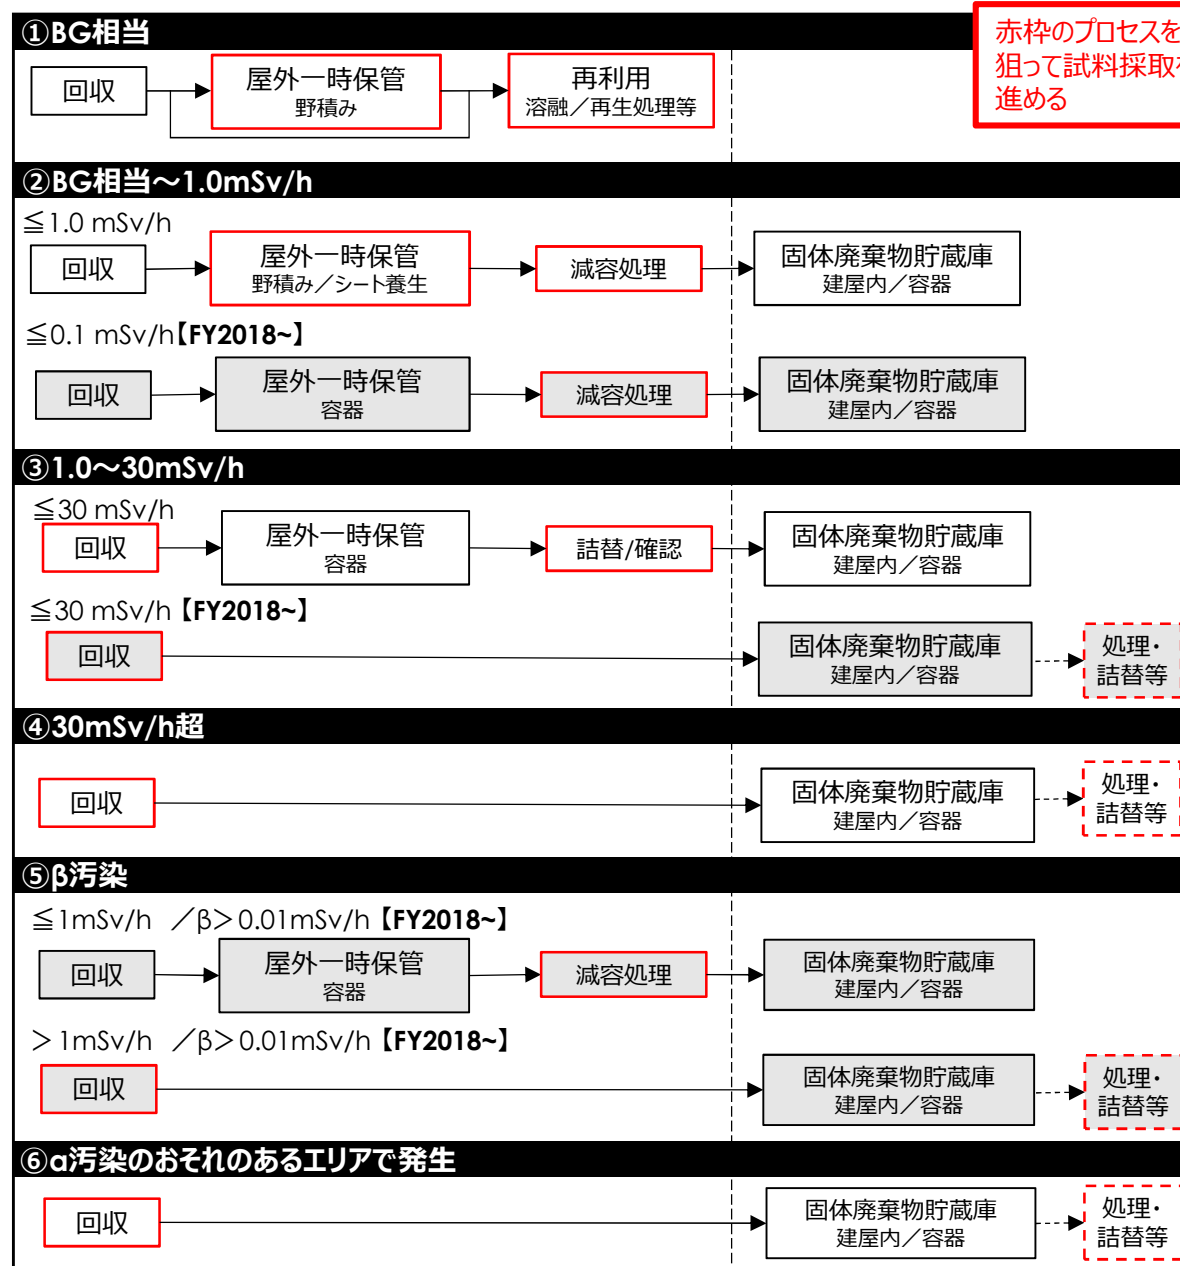 ①BG相当
赤枠のプロセスを
狙って試料採取
進める
回収
屋外一時保管
野積み
再利用
溶融／再生処理等
②BG相当～1.0mSv/h
≦1.0 mSv/h
回収
屋外一時保管
野積み／シート養生
減容処理
固体廃棄物貯蔵庫
建屋内／容器
≦0.1 mSv/h【FY2018~】
回収
屋外一時保管
容器
減容処理
固体廃棄物貯蔵庫
建屋内／容器
③1.0～30mSv/h
≦30 mSv/h
回収
屋外一時保管
容器
詰替/確認
固体廃棄物貯蔵庫
建屋内／容器
≦30 mSv/h【FY2018~】
回収
固体廃棄物貯蔵庫
建屋内／容器
処理・
詰替等
④30mSv/h超
回収
固体廃棄物貯蔵庫
建屋内／容器
処理・
詰替等
⑤β汚染
≦1mSv/h ／β＞0.01mSv/h【FY2018~】
回収
屋外一時保管
容器
減容処理
固体廃棄物貯蔵庫
建屋内／容器
＞1mSv/h ／β＞0.01mSv/h【FY2018~】
回収
固体廃棄物貯蔵庫
建屋内／容器
処理・
詰替等
⑥α汚染のおそれのあるエリアで発生
回収
固体廃棄物貯蔵庫
建屋内／容器
処理・
詰替等